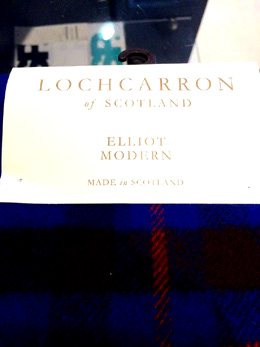 LOCHCARRON
of SCOTLAND
ELLIOT
MODERN
MADE in SCOTLAND